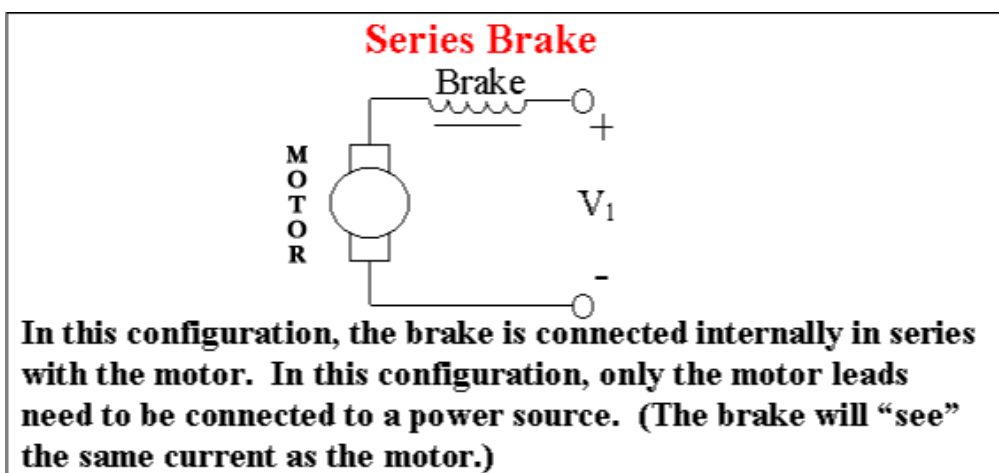 Series Brake
Brake
+
MOTOR
V1
-
In this configuration, the brake is connected internally in series
with the motor.  In this configuration, only the motor leads
need to be connected to a power source.  (The brake will “see”
the same current as the motor.)